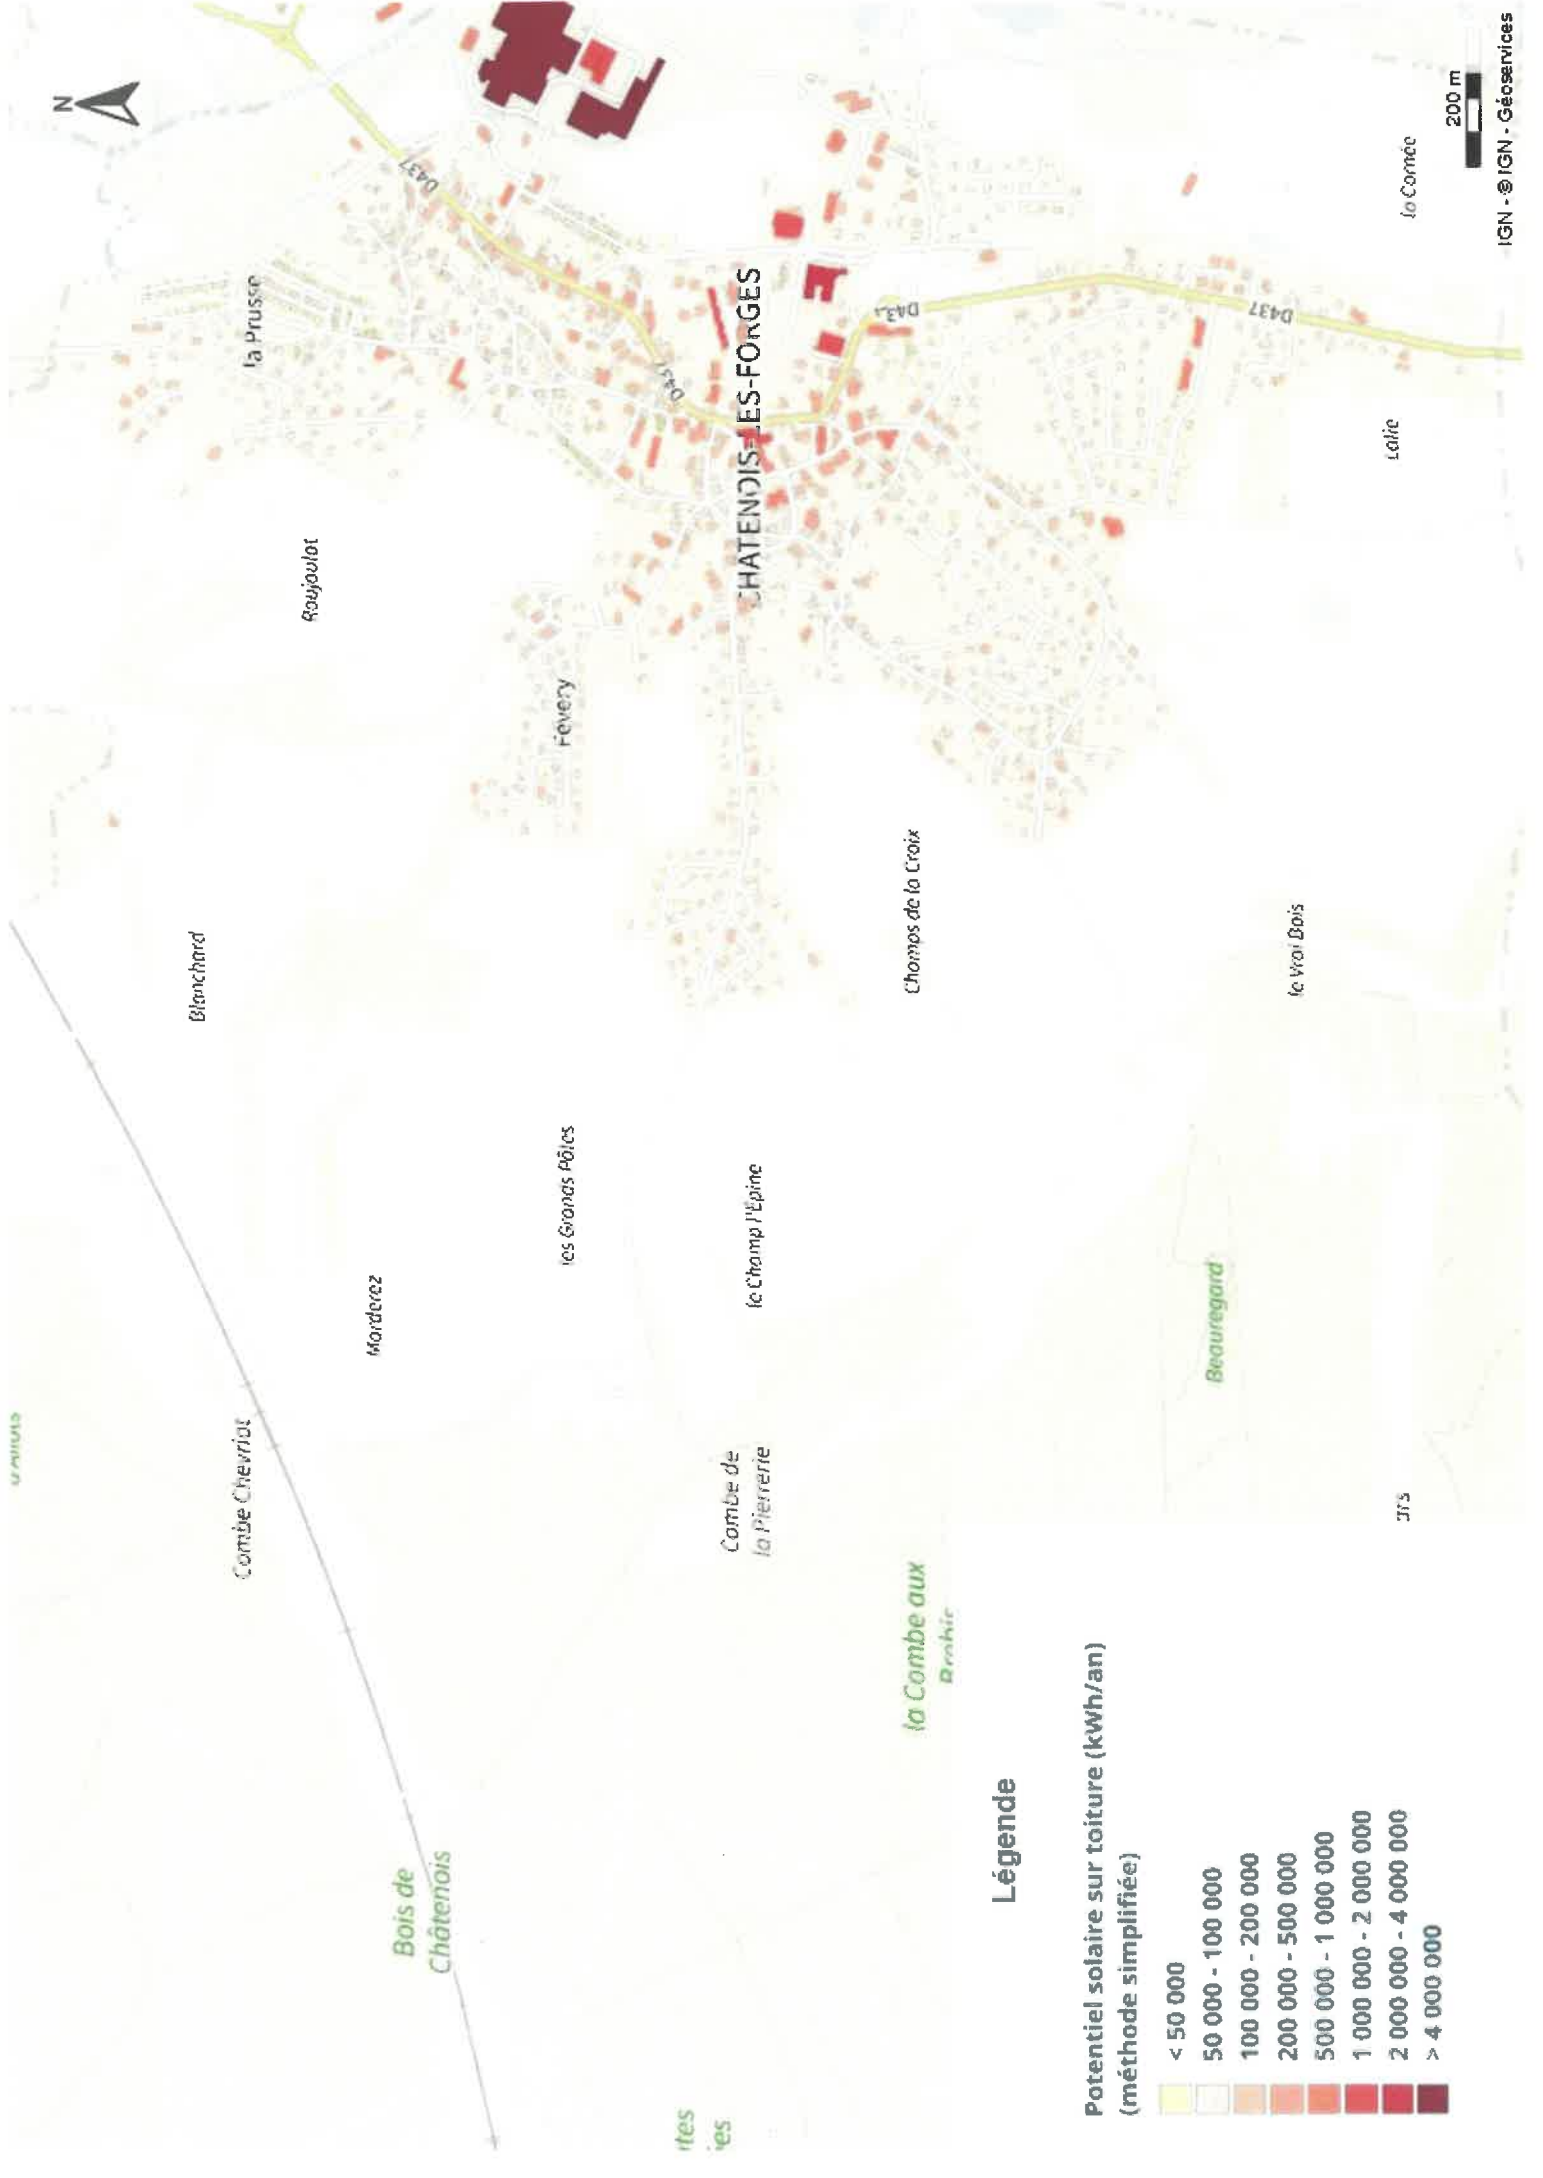 N
D437
la Prusse
Roujoulot
Févery
D437
CHATENOIS-LES-FORGES
D437
D437
la Cornée
Lalie
Blanchard
Champs de la Croix
le Vrai Bois
les Grands Pâles
le Champ l'Épine
Morderez
Combe Chevriot
Combe de
la Pierrerie
Beauregard
la Combe aux
Bois de
Châtenois
Légende
Potentiel solaire sur toiture (kWh/an)
(méthode simplifiée)
< 50 000
50 000 - 100 000
100 000 - 200 000
200 000 - 500 000
500 000 - 1 000 000
1 000 000 - 2 000 000
2 000 000 - 4 000 000
> 4 000 000
200 m
IGN - © IGN - Géoservices